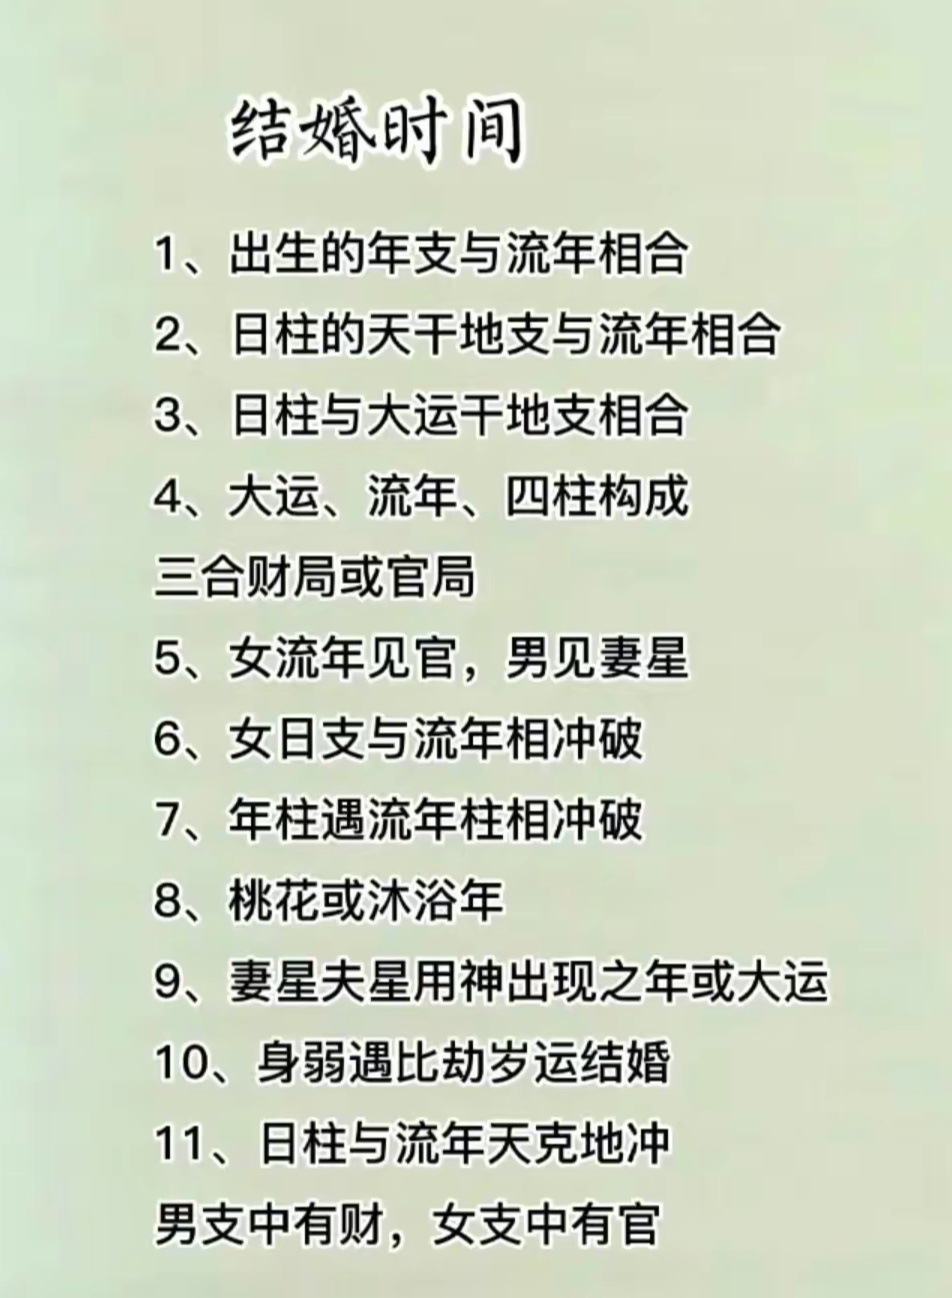 结婚时间
1、出生的年支与流年相合
2、日柱的天干地支与流年相合
3、日柱与大运干地支相合
4、大运、流年、四柱构成
三合财局或官局
5、女流年见官，男见妻星
6、女日支与流年相冲破
7、年柱遇流年柱相冲破
8、桃花或沐浴年
9、妻星夫星用神出现之年或大运
10、身弱遇比劫岁运结婚
11、日柱与流年天克地冲
男支中有财，女支中有官